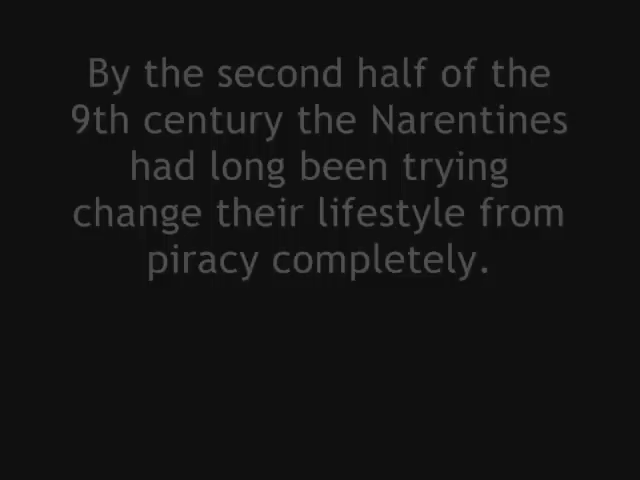 By the second half of the
9th century the Narentines
had long been trying
change their lifestyle from
piracy completely.